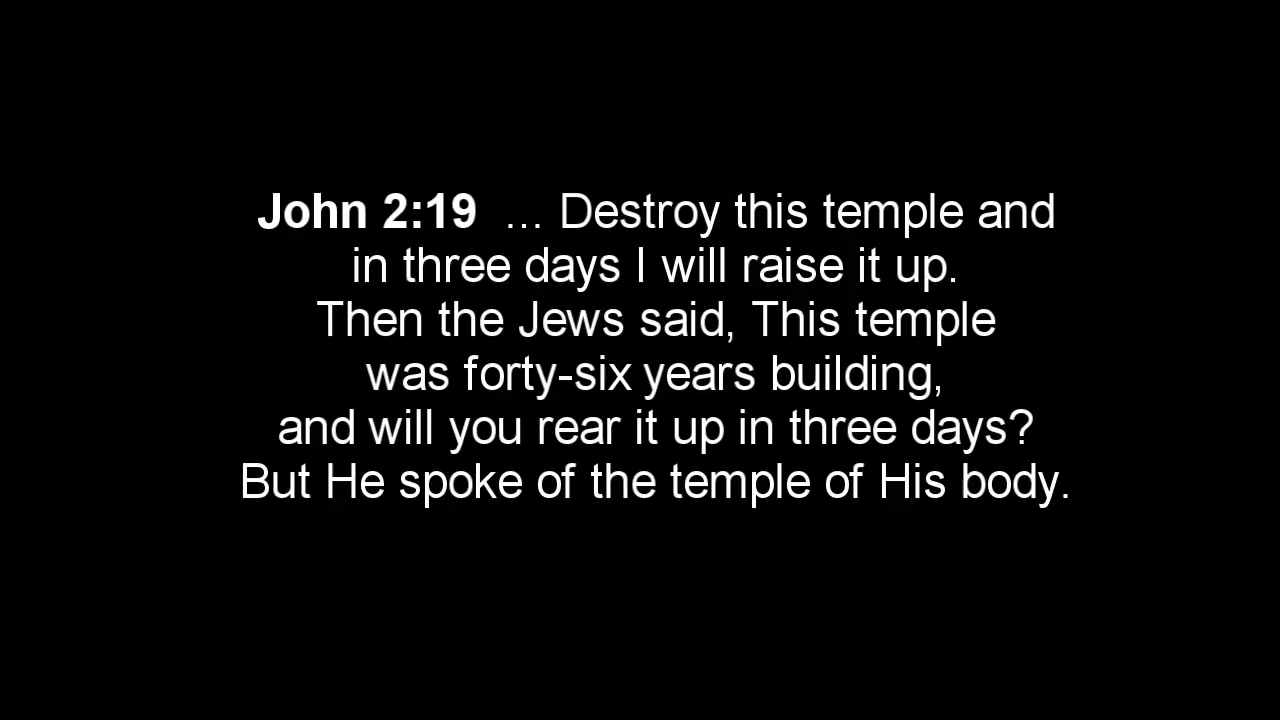 John 2:19  ... Destroy this temple and
in three days I will raise it up.
Then the Jews said, This temple
was forty-six years building,
and will you rear it up in three days?
But He spoke of the temple of His body.